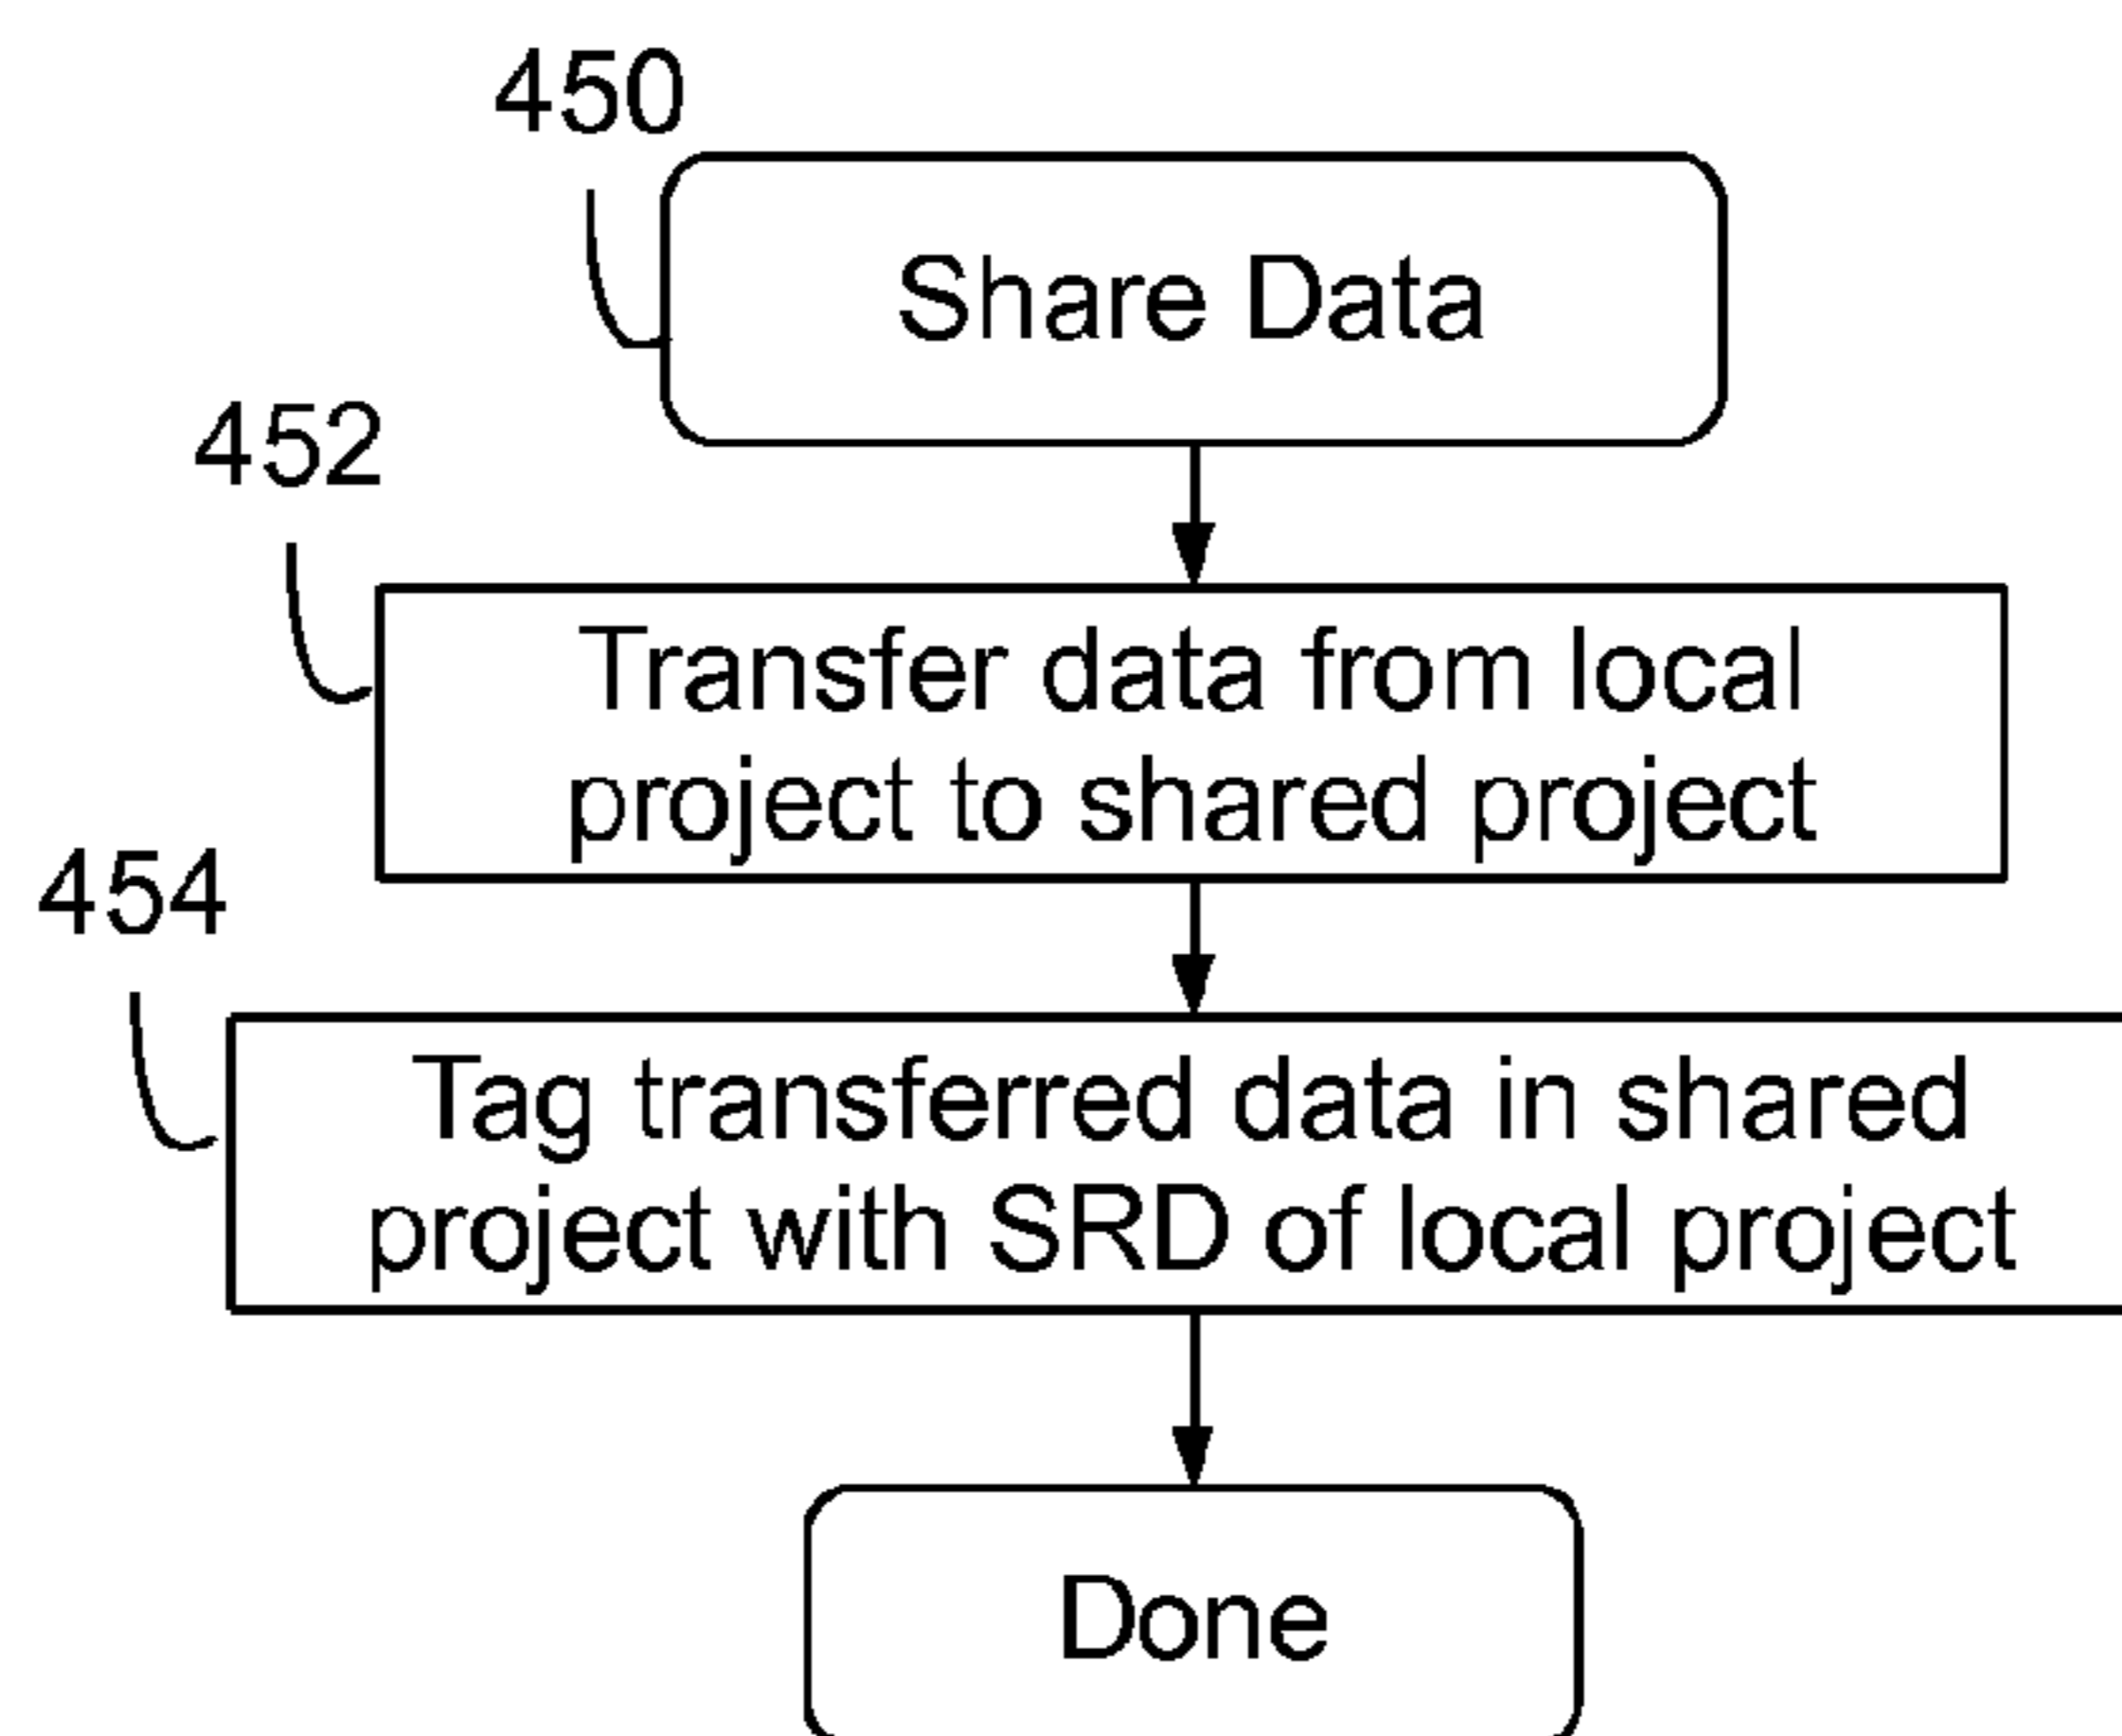 450
Share Data
452
Transfer data from local
project to shared project
454
Tag transferred data in shared
project with SRD of local project
Done